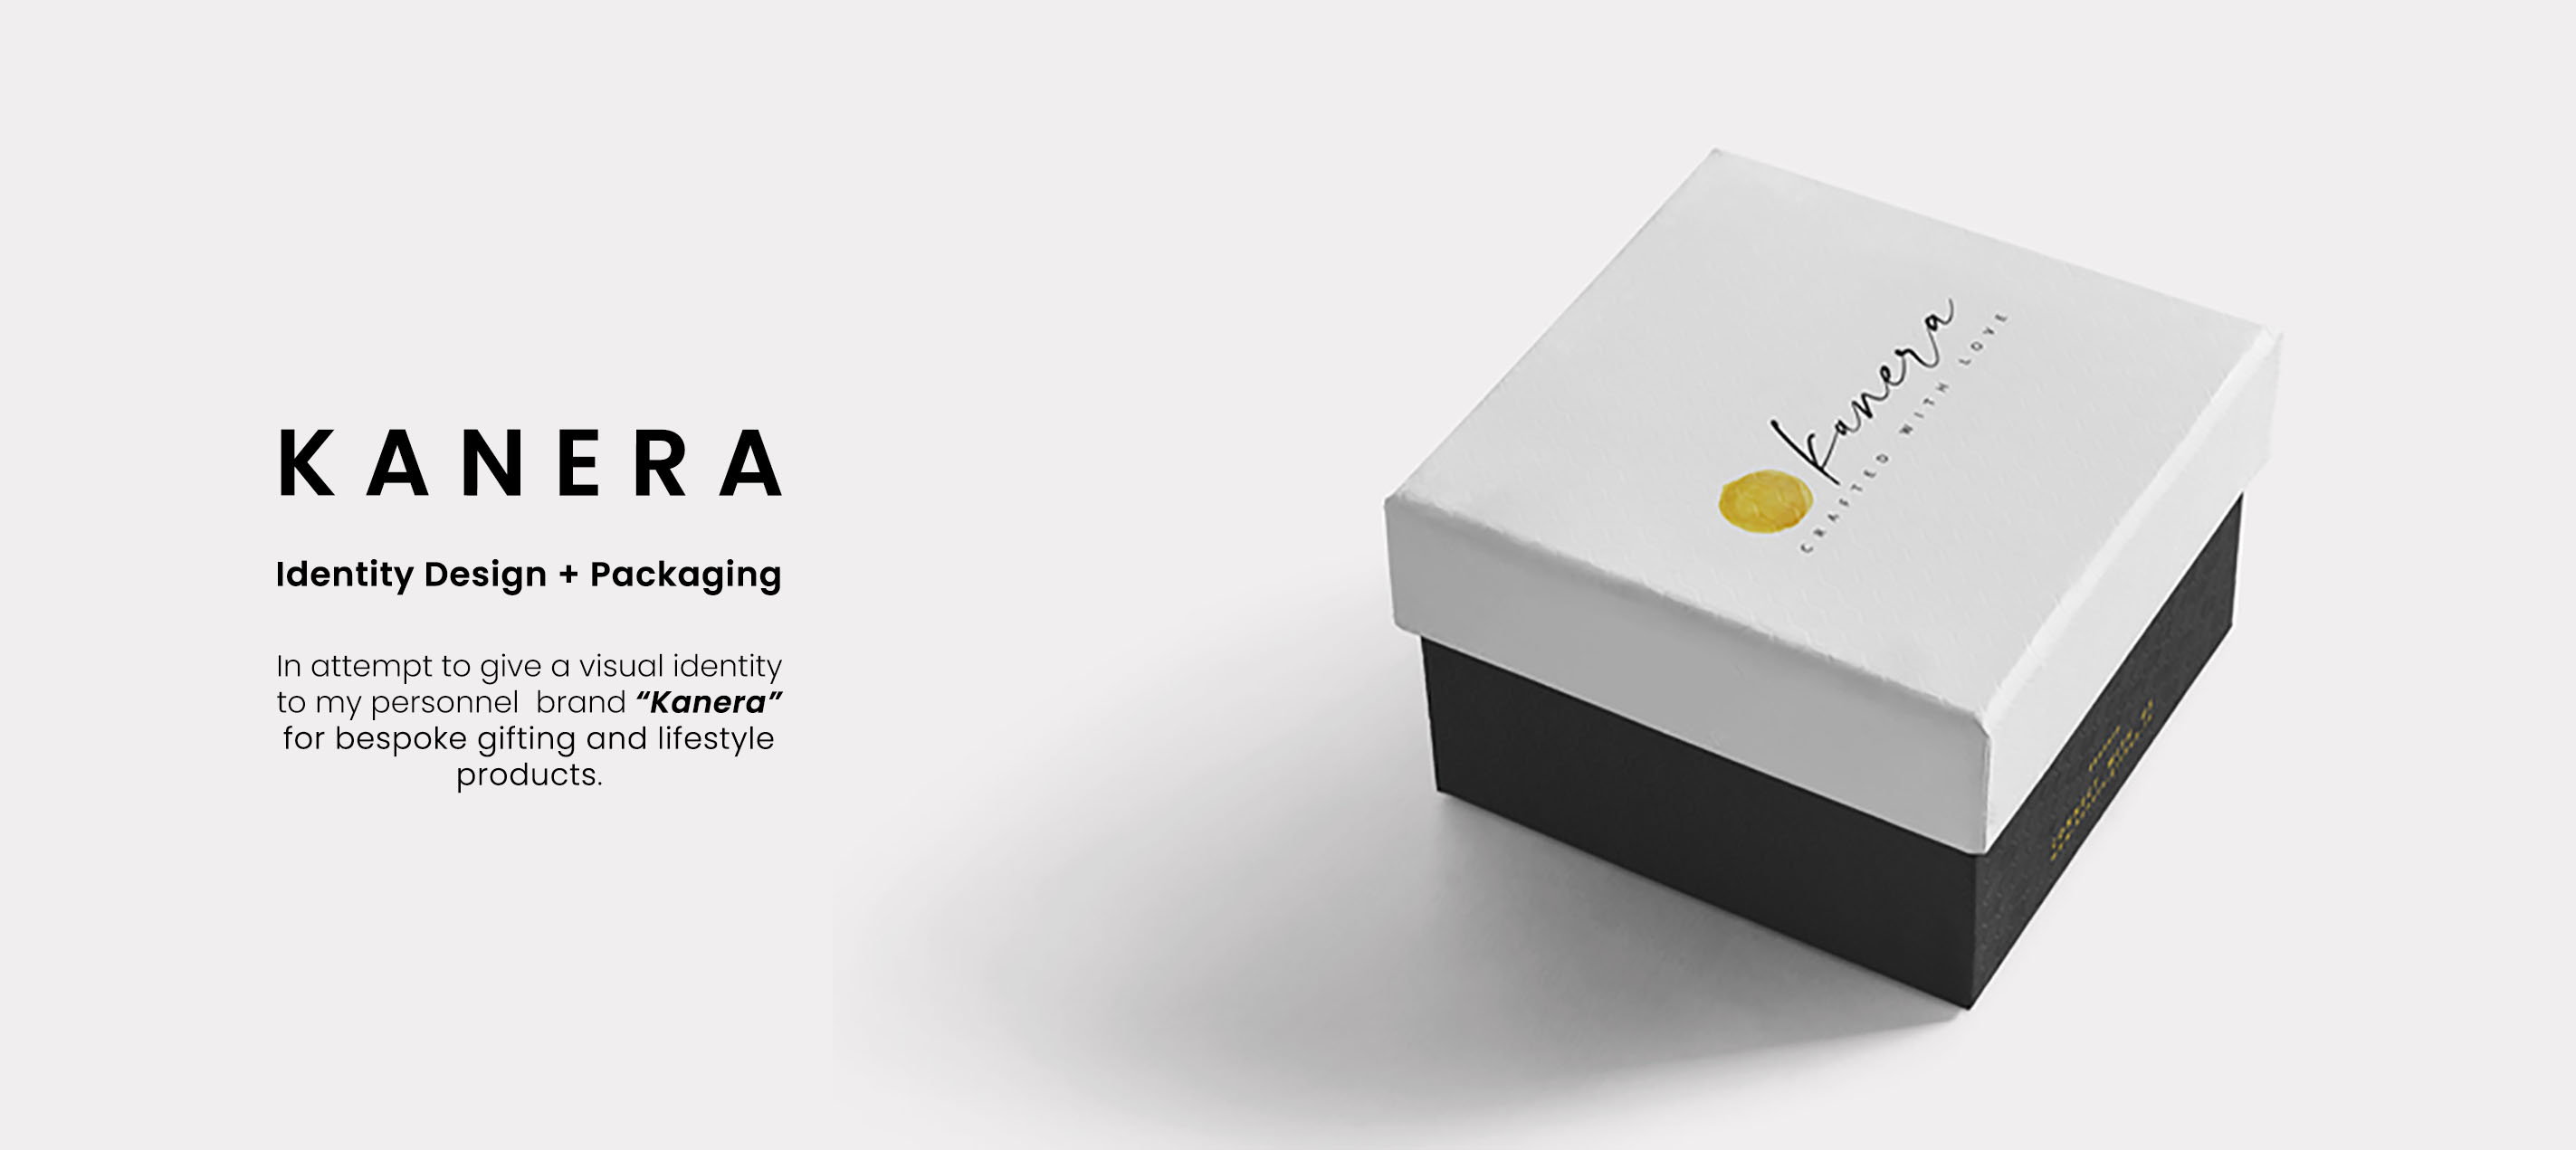 KANERA
Identity Design + Packaging
In attempt to give a visual identity
to my personnel  brand “Kanera”
for bespoke gifting and lifestyle
products.
kanera
CRAFTED WITH LOVE